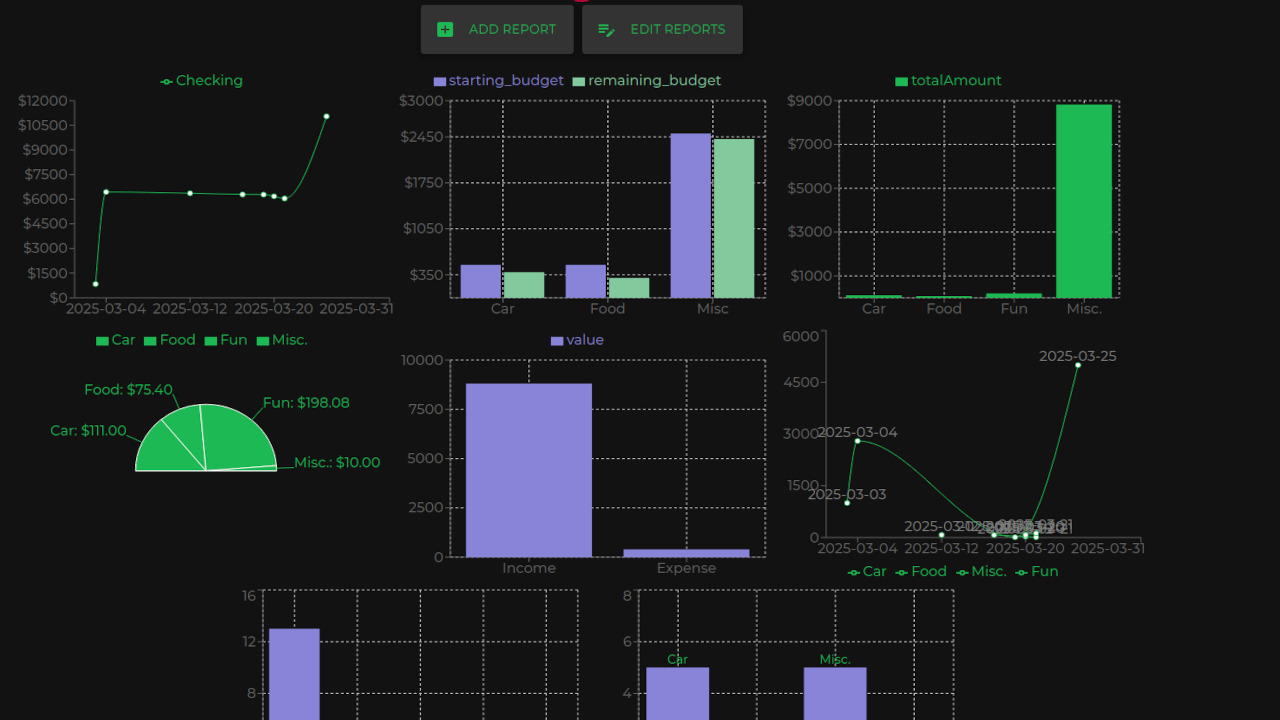 ADD REPORT
EDIT REPORTS
Checking
$12000
$10500
$9000
$7500
$6000
$4500
$3000
$1500
$0
2025-03-04 2025-03-12 2025-03-20 2025-03-31
starting_budget remaining_budget
$3000
$2450
$1750
$1050
$350
Car Food Misc
totalAmount
$9000
$7000
$5000
$3000
$1000
Car Food Fun Misc.
Car Food Fun Misc.
Food: $75.40
Fun: $198.08
Car: $111.00
Misc.: $10.00
value
10000
7500
5000
2500
0
Income Expense
6000
4500
3000
1500
0
2025-03-25
2025-03-04
2025-03-03
2025-03-04 2025-03-12 2025-03-20 2025-03-31
Car Food Misc. Fun
16
12
8
8
6
4
Car Misc.